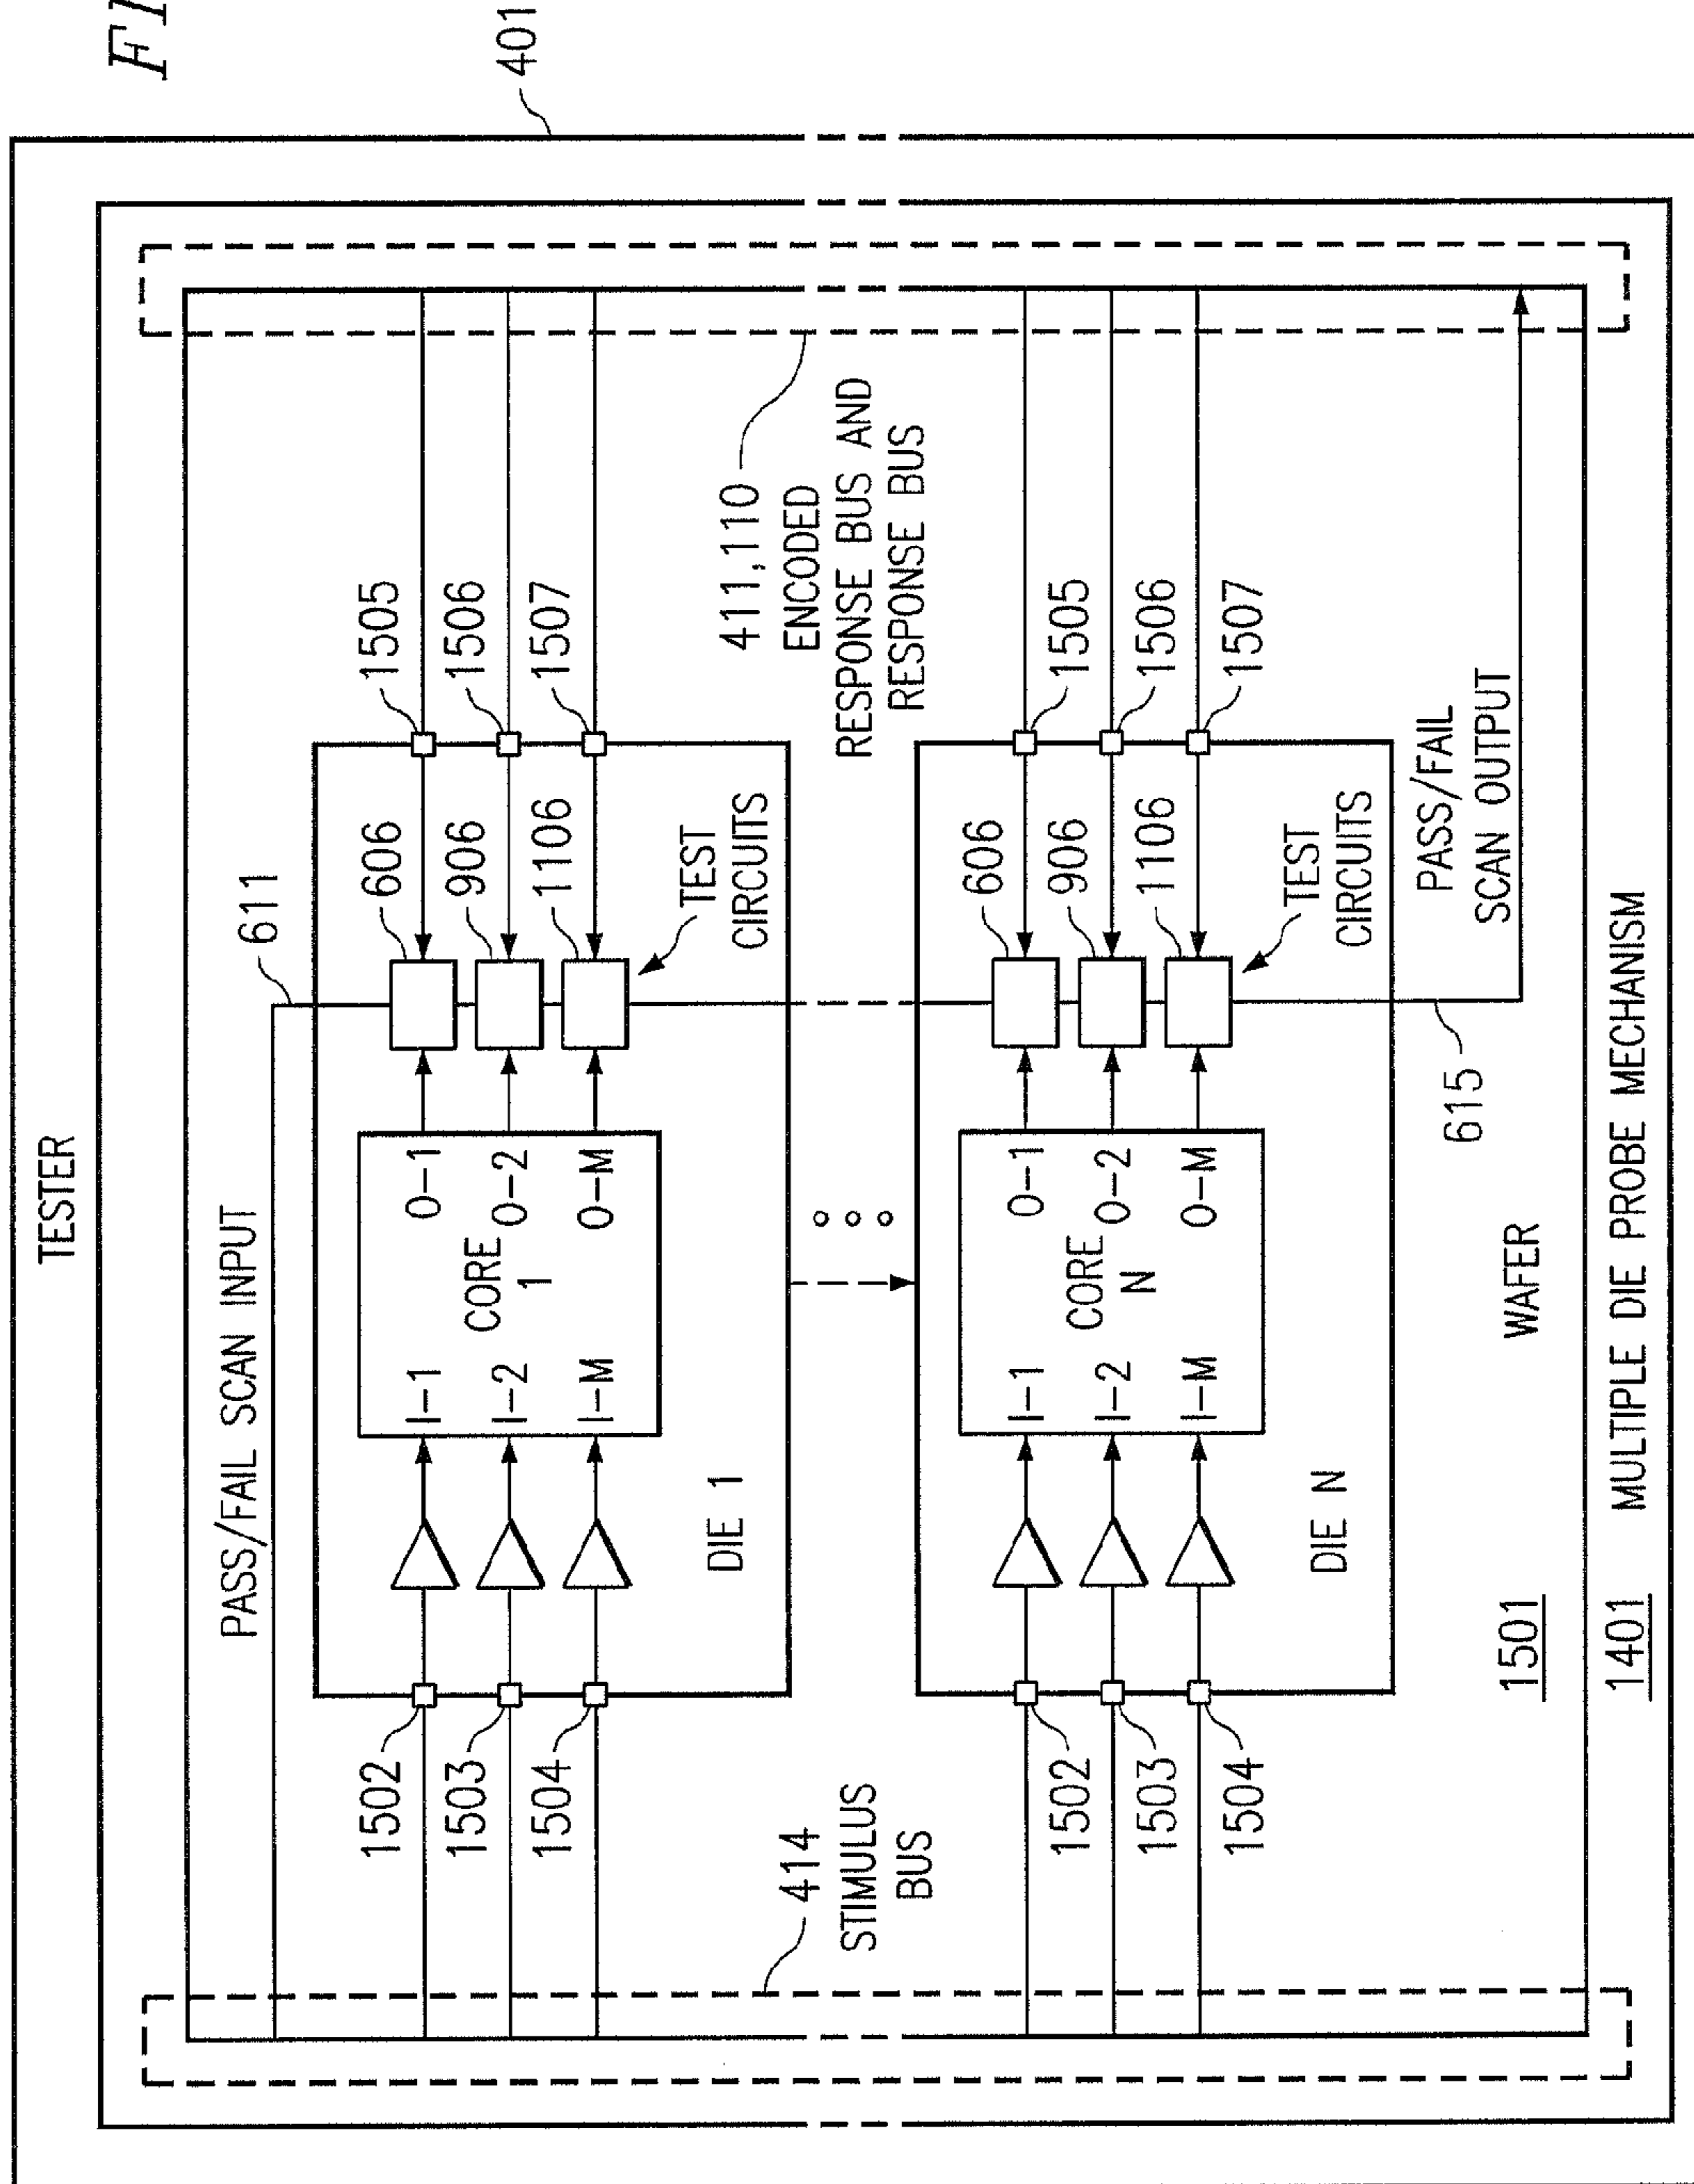 FI
TESTER
401
PASS/FAIL SCAN INPUT
611
1502
1503
1504
I-1
I-2
I-M
CORE
1
O-1
O-2
O-M
606
906
1106
TEST
CIRCUITS
1505
1506
1507
DIE 1
414
STIMULUS
BUS
411,110
ENCODED
RESPONSE BUS AND
RESPONSE BUS
1502
1503
1504
I-1
I-2
I-M
CORE
N
O-1
O-2
O-M
606
906
1106
TEST
CIRCUITS
1505
1506
1507
DIE N
615
PASS/FAIL
SCAN OUTPUT
1501
WAFER
1401
MULTIPLE DIE PROBE MECHANISM